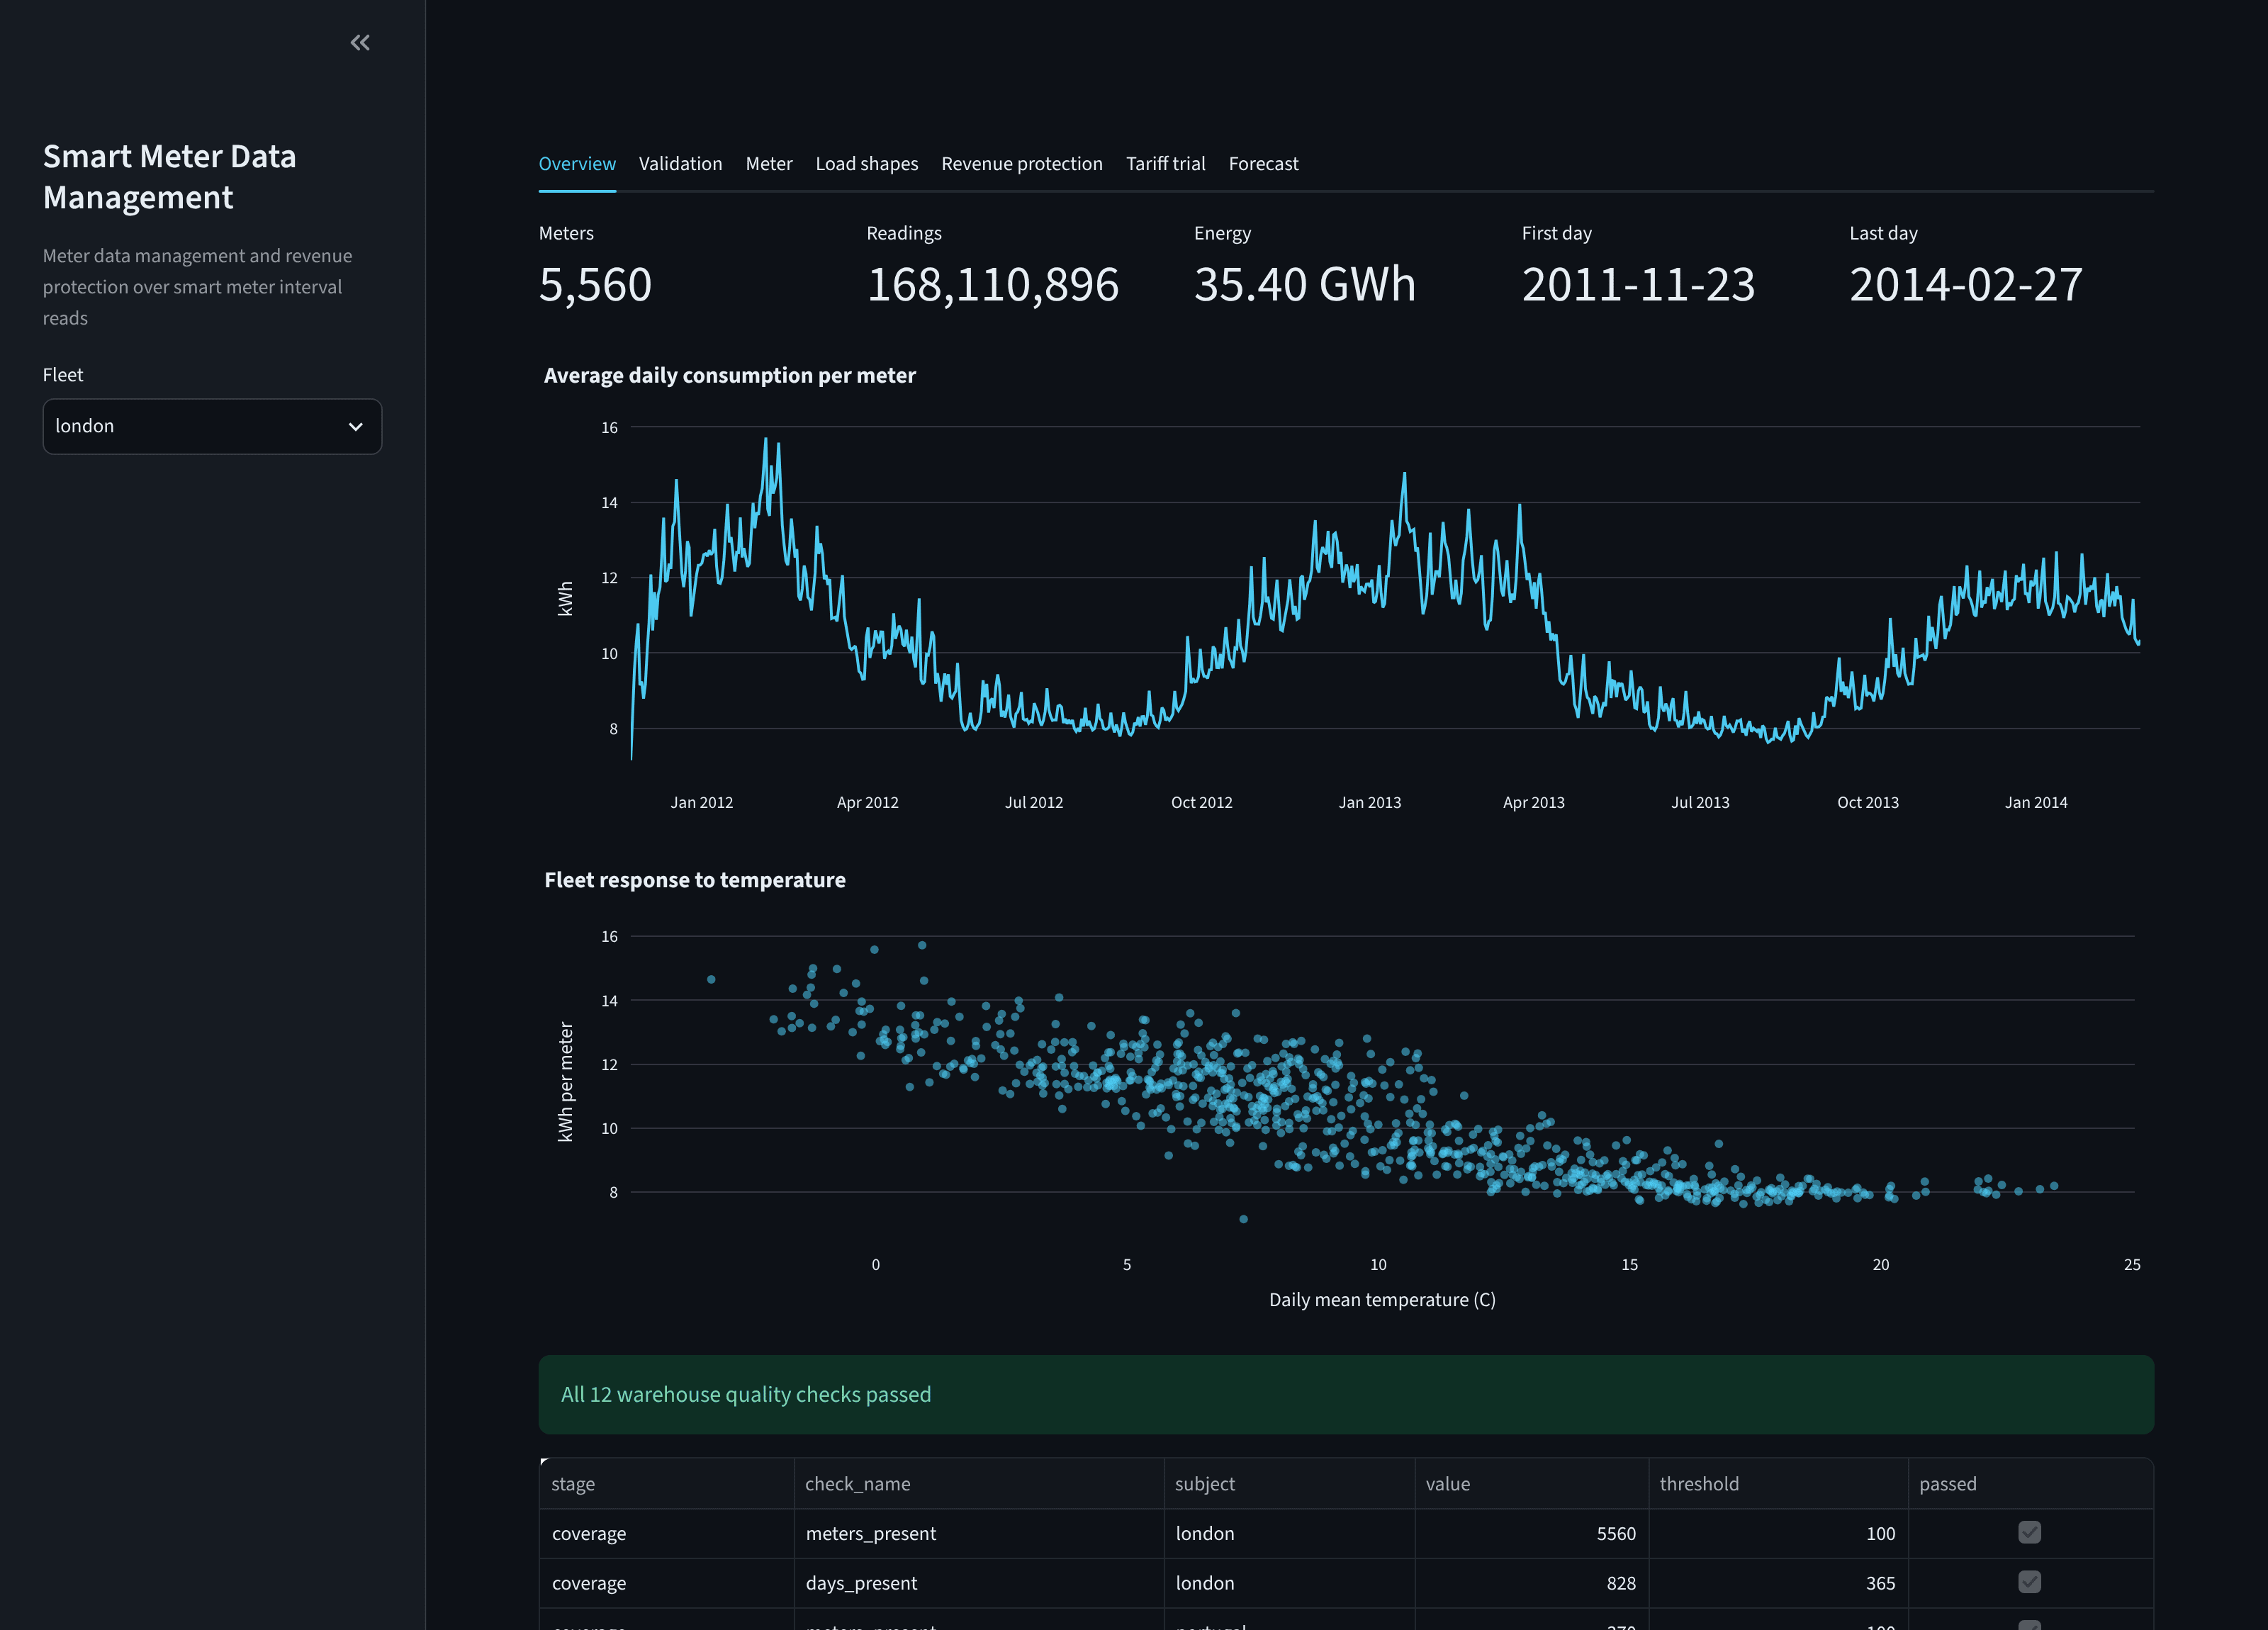 Smart Meter Data
Management
Meter data management and revenue
protection over smart meter interval
reads
Fleet
london
Overview Validation Meter Load shapes Revenue protection Tariff trial Forecast
Meters Readings Energy First day Last day
5,560 168,110,896 35.40 GWh 2011-11-23 2014-02-27
Average daily consumption per meter
16
14
12
10
8
kWh
Jan 2012 Apr 2012 Jul 2012 Oct 2012 Jan 2013 Apr 2013 Jul 2013 Oct 2013 Jan 2014
Fleet response to temperature
16
14
12
10
8
kWh per meter
0 5 10 15 20 25
Daily mean temperature (C)
All 12 warehouse quality checks passed
stage check_name subject value threshold passed
coverage meters_present london 5560 100
coverage days_present london 828 365